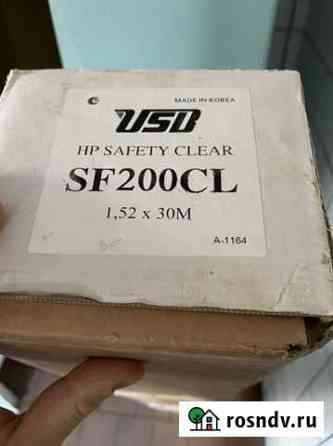 MADE IN KOREA
USB
HP SAFETY CLEAR
SF200CL
1,52 x 30M
A-1164
rosndv.ru